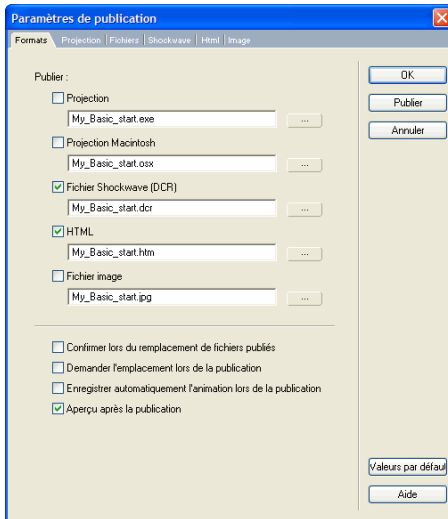 Paramètres de publication
Formats Projection Fichiers Shockwave Html Image
Publier :
Projection
My_Basic_start.exe
...
Projection Macintosh
My_Basic_start.osx
...
Fichier Shockwave (DCR)
My_Basic_start.dcr
...
HTML
My_Basic_start.htm
...
Fichier image
My_Basic_start.jpg
...
Confirmer lors du remplacement de fichiers publiés
Demander l'emplacement lors de la publication
Enregistrer automatiquement l'animation lors de la publication
Aperçu après la publication
OK
Publier
Annuler
Valeurs par défaul
Aide